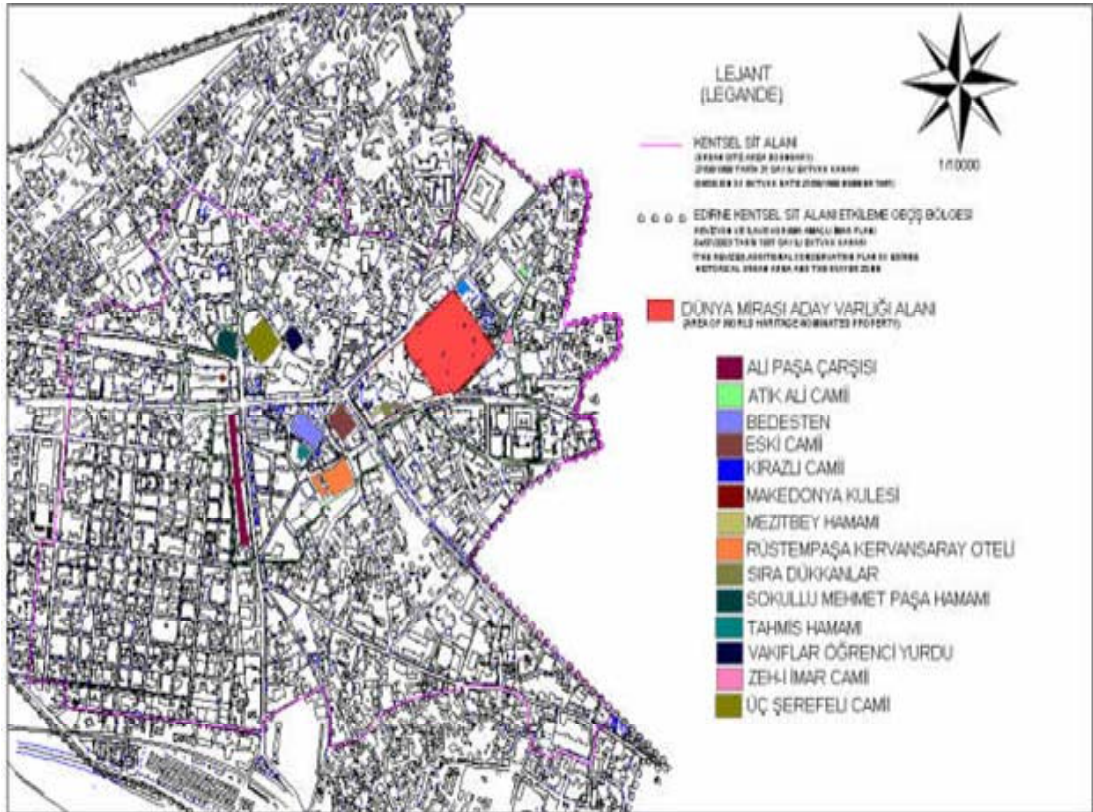 LEJANT
(LEGANDE)
1/10000
KENTSEL SİT ALANI
EDİRNE KENTSEL SİT ALANI ETKİLEME GEÇİŞ BÖLGESİ
DÜNYA MİRASI ADAY VARLIĞI ALANI
(AREA OF WORLD HERITAGE NOMINATED PROPERTY)
ALİ PAŞA ÇARŞISI
ATİK ALİ CAMİİ
BEDESTEN
ESKİ CAMİİ
KİRAZLI CAMİİ
MAKEDONYA KULESİ
MEZİTBEY HAMAMI
RÜSTEMPAŞA KERVANSARAY OTELİ
SIRA DÜKKANLAR
SOKULLU MEHMET PAŞA HAMAMI
TAHMİS HAMAMI
VAKIFLAR ÖĞRENCİ YURDU
ZEH-İ İMAR CAMİİ
ÜÇ ŞEREFELİ CAMİİ